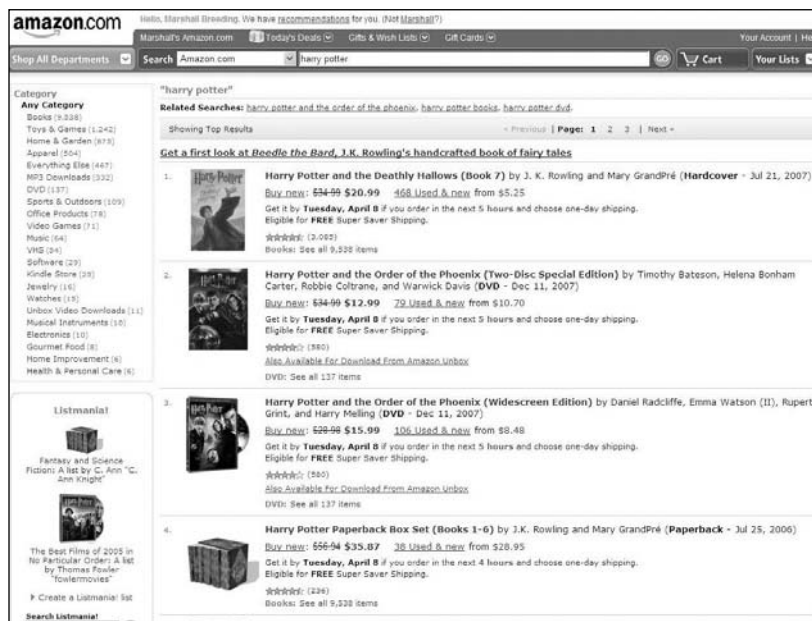 amazon.com
Hello, Marshall Breeding. We have recommendations for you. (Not Marshall?)
Marshall's Amazon.com Today's Deals Gifts & Wish Lists Gift Cards Your Account | He
Shop All Departments Search Amazon.com harry potter GO Cart Your Lists
Category
Any Category
Books (9,538)
Toys & Games (1,242)
Home & Garden (673)
Apparel (564)
Everything Else (467)
MP3 Downloads (332)
DVD (137)
Sports & Outdoors (109)
Office Products (78)
Video Games (71)
Music (64)
VHS (54)
Software (29)
Kindle Store (28)
Jewelry (16)
Watches (15)
Unbox Video Downloads (11)
Musical Instruments (10)
Electronics (10)
Gourmet Food (8)
Home Improvement (6)
Health & Personal Care (6)
Listmania!
Fantasy and Science
Fiction: A list by C. Ann "C.
Ann Knight"
The Best Films of 2005 in
No Particular Order: A list
by Thomas Fowler
"fowlermovies"
Create a Listmania! list
Search Listmania!
"harry potter"
Related Searches: harry potter and the order of the phoenix, harry potter books, harry potter dvd.
Showing Top Results « Previous | Page: 1 2 3 | Next »
Get a first look at Beedle the Bard, J.K. Rowling's handcrafted book of fairy tales
1.
Harry Potter
Harry Potter and the Deathly Hallows (Book 7) by J. K. Rowling and Mary GrandPré (Hardcover - Jul 21, 2007)
Buy new: $34.99 $20.99 468 Used & new from $5.25
Get it by Tuesday, April 8 if you order in the next 5 hours and choose one-day shipping.
Eligible for FREE Super Saver Shipping.
(3,065)
Books: See all 9,538 items
2.
Harry Potter and the Order of the Phoenix (Two-Disc Special Edition) by Timothy Bateson, Helena Bonham
Carter, Robbie Coltrane, and Warwick Davis (DVD - Dec 11, 2007)
Buy new: $34.99 $12.99 79 Used & new from $10.70
Get it by Tuesday, April 8 if you order in the next 5 hours and choose one-day shipping.
Eligible for FREE Super Saver Shipping.
(580)
Also Available For Download From Amazon Unbox
DVD: See all 137 items
3.
Harry Potter and the Order of the Phoenix (Widescreen Edition) by Daniel Radcliffe, Emma Watson (II), Rupert
Grint, and Harry Melling (DVD - Dec 11, 2007)
Buy new: $28.98 $15.99 106 Used & new from $8.48
Get it by Tuesday, April 8 if you order in the next 5 hours and choose one-day shipping.
Eligible for FREE Super Saver Shipping.
(580)
Also Available For Download From Amazon Unbox
DVD: See all 137 items
4.
Harry Potter Paperback Box Set (Books 1-6) by J.K. Rowling and Mary GrandPré (Paperback - Jul 25, 2006)
Buy new: $56.94 $35.87 38 Used & new from $28.95
Get it by Tuesday, April 8 if you order in the next 4 hours and choose one-day shipping.
Eligible for FREE Super Saver Shipping.
(236)
Books: See all 9,538 items